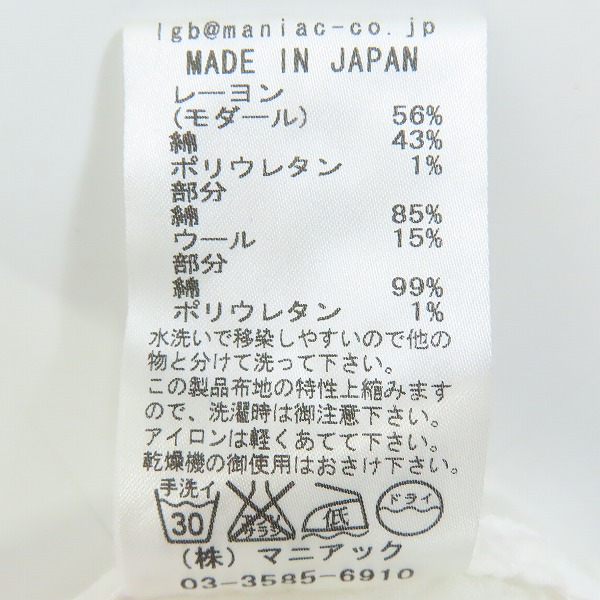 lgb@maniac-co.jp
MADE IN JAPAN
レーヨン
(モダール) 56%
綿 43%
ポリウレタン 1%
部分
綿 85%
ウール 15%
部分
綿 99%
ポリウレタン 1%
水洗いで移染しやすいので他の
物と分けて洗って下さい。
この製品布地の特性上縮みます
ので、洗濯時は御注意下さい。
アイロンは軽くあてて下さい。
乾燥機の御使用はおさけ下さい。
手洗イ 30 エンソサラシ 低 ドライ
(株) マニアック
03-3585-6910